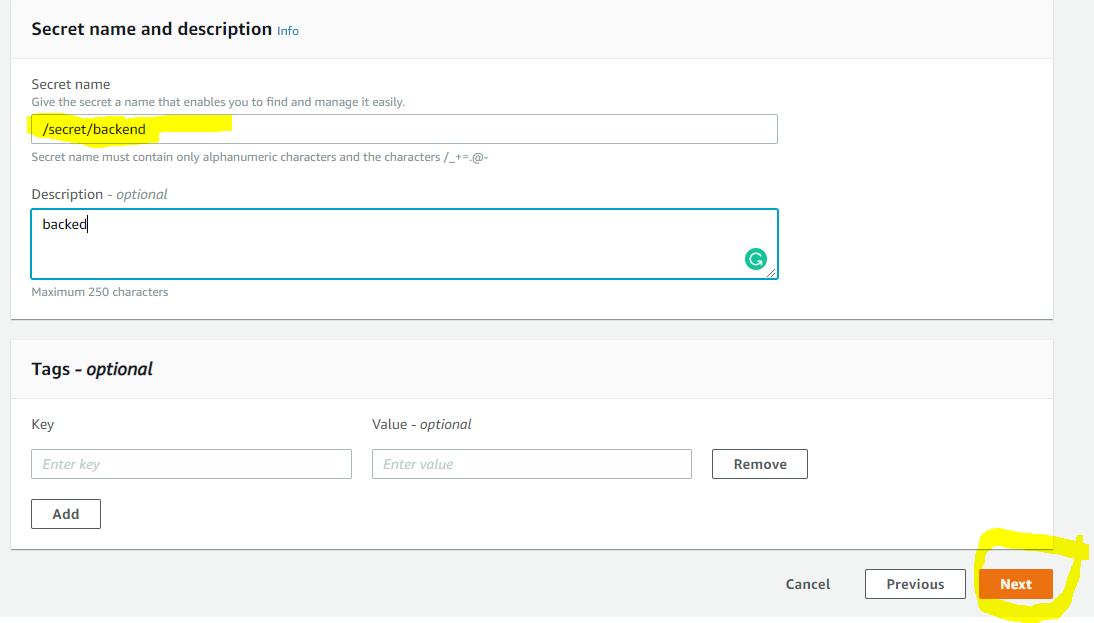 Secret name and description Info
Secret name
Give the secret a name that enables you to find and manage it easily.
/secret/backend
Secret name must contain only alphanumeric characters and the characters /_+=.@-
Description - optional
backed
Maximum 250 characters
Tags - optional
Key Value - optional
Enter key Enter value Remove
Add
Cancel Previous Next